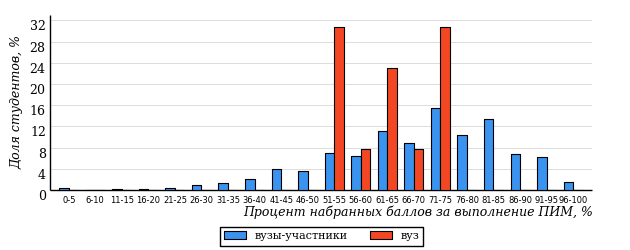 Доля студентов, %
32
28
24
20
16
12
8
4
0
0-5 6-10 11-15 16-20 21-25 26-30 31-35 36-40 41-45 46-50 51-55 56-60 61-65 66-70 71-75 76-80 81-85 86-90 91-95 96-100
Процент набранных баллов за выполнение ПИМ, %
вузы-участники вуз